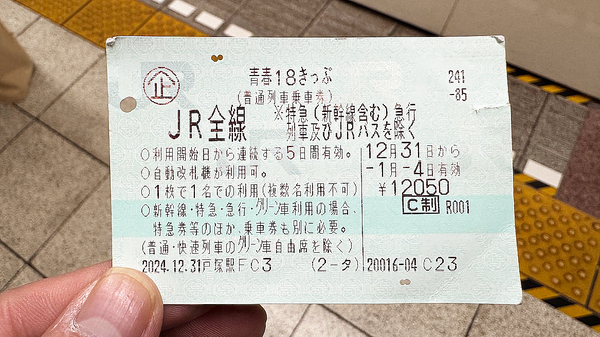 企 青春18きっぷ 241
(普通列車乗車券) -85
JR全線 ※特急(新幹線含む)急行
列車及びJRバスを除く
○利用開始日から連続する5日間有効。 12月31日から
○自動改札機が利用可。 -1月-4日有効
○1枚で1名での利用(複数名利用不可) ¥12050
○新幹線・特急・急行・グリーン車利用の場合、 C制 R001
特急券等のほか、乗車券も別に必要。
(普通・快速列車のグリーン車自由席を除く)
2024.12.31戸塚駅FC3 (2-タ) 20016-04 C23